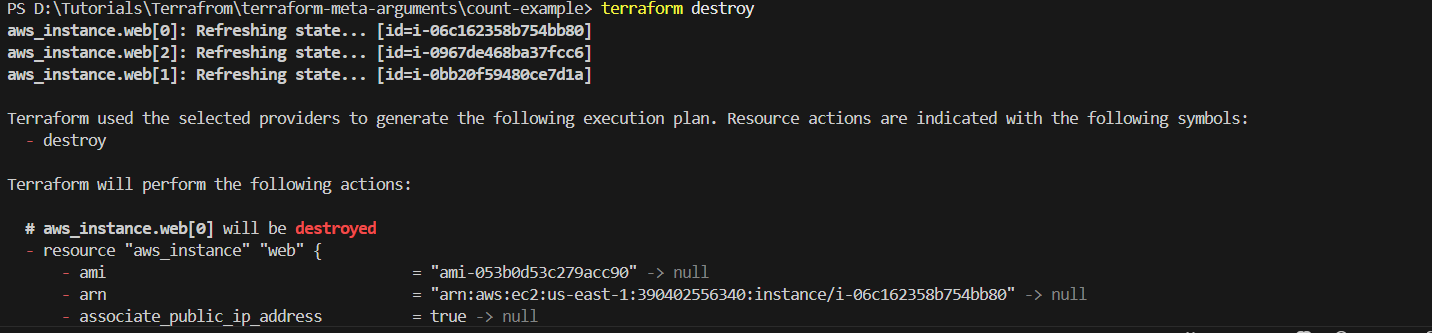 PS D:\Tutorials\Terrafrom\terraform-meta-arguments\count-example> terraform destroy
aws_instance.web[0]: Refreshing state... [id=i-06c162358b754bb80]
aws_instance.web[2]: Refreshing state... [id=i-0967de468ba37fcc6]
aws_instance.web[1]: Refreshing state... [id=i-0bb20f59480ce7d1a]
Terraform used the selected providers to generate the following execution plan. Resource actions are indicated with the following symbols:
- destroy
Terraform will perform the following actions:
# aws_instance.web[0] will be destroyed
- resource "aws_instance" "web" {
- ami = "ami-053b0d53c279acc90" -> null
- arn = "arn:aws:ec2:us-east-1:390402556340:instance/i-06c162358b754bb80" -> null
- associate_public_ip_address = true -> null